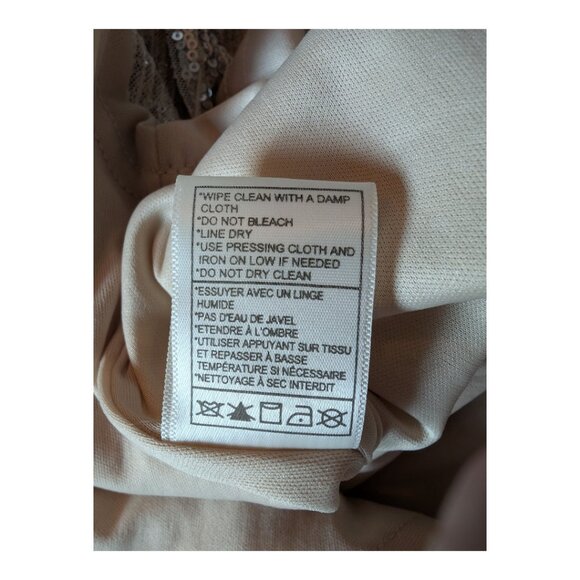 *WIPE CLEAN WITH A DAMP
CLOTH
*DO NOT BLEACH
*LINE DRY
*USE PRESSING CLOTH AND
IRON ON LOW IF NEEDED
*DO NOT DRY CLEAN
*ESSUYER AVEC UN LINGE
HUMIDE
*PAS D'EAU DE JAVEL
*ETENDRE À L'OMBRE
*UTILISER APPUYANT SUR TISSU
ET REPASSER À BASSE
TEMPÉRATURE SI NÉCESSAIRE
*NETTOYAGE À SEC INTERDIT